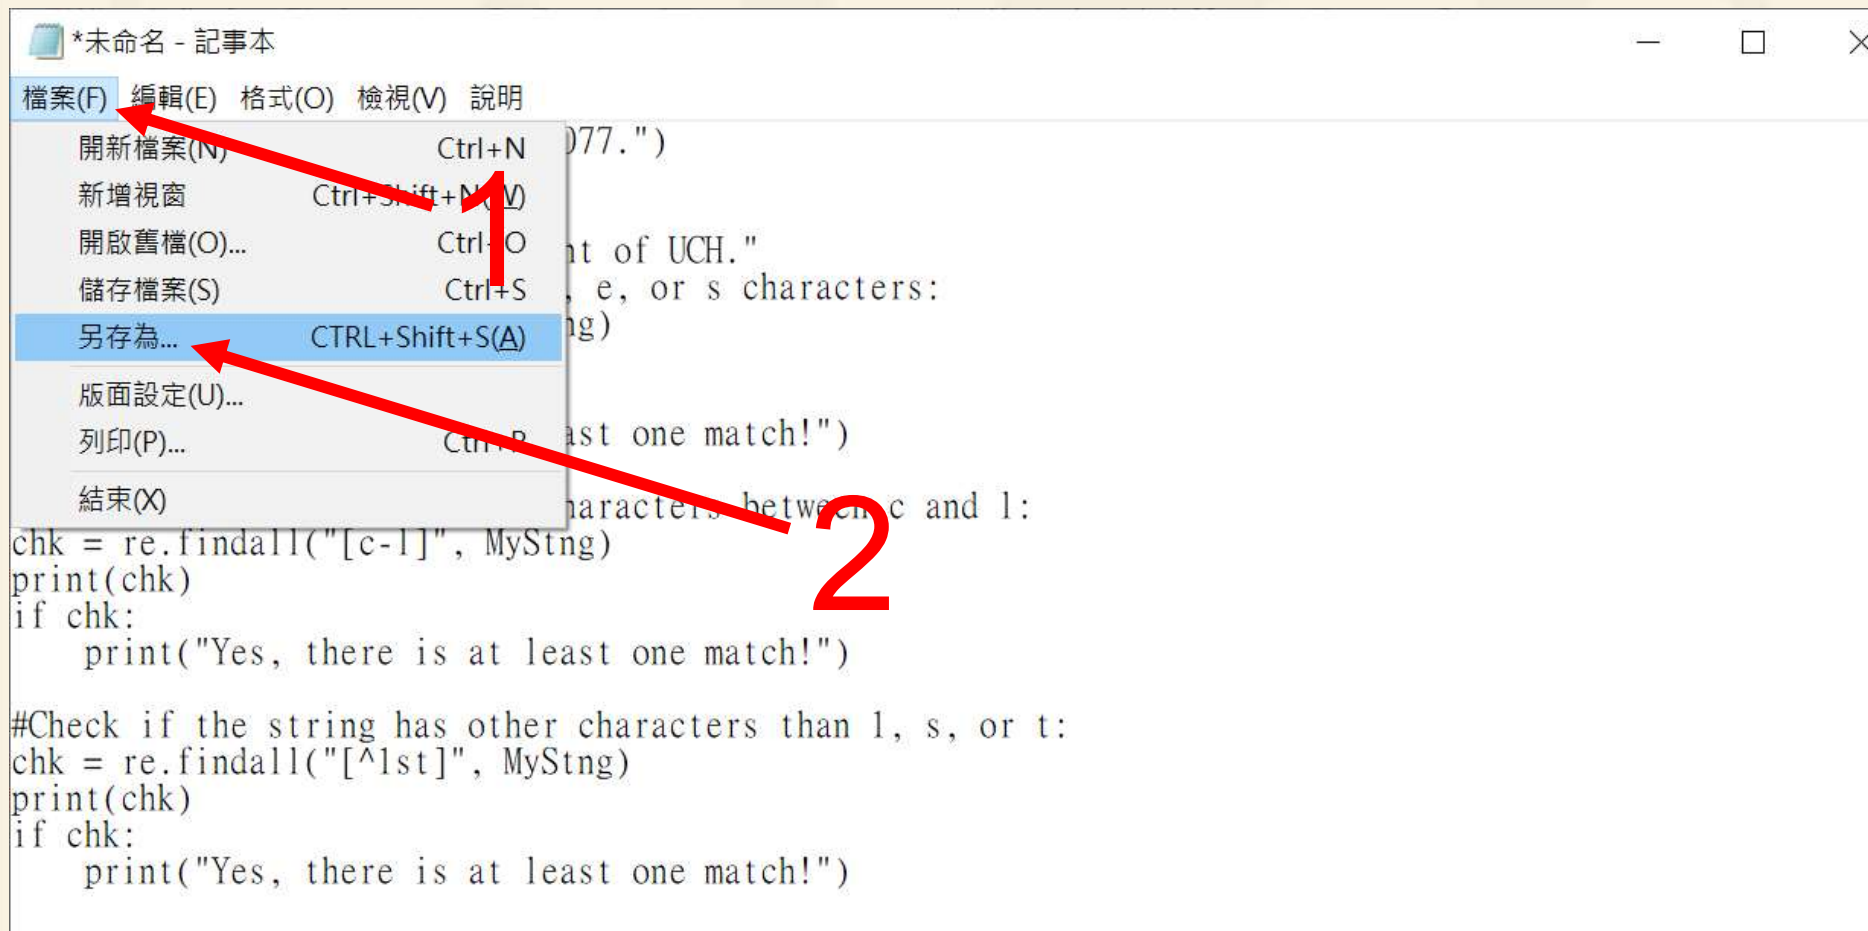 *未命名 - 記事本
檔案(F) 編輯(E) 格式(O) 檢視(V) 說明
開新檔案(N) Ctrl+N
077.")
新增視窗 Ctrl+Shift+N(W)
1
開啟舊檔(O)... Ctrl+O
nt of UCH."
儲存檔案(S) Ctrl+S
, e, or s characters:
另存為... CTRL+Shift+S(A)
ng)
版面設定(U)...
列印(P)... Ctrl+P
ast one match!")
結束(X)
haracters between c and l:
2
chk = re.findall("[c-l]", MyStng)
print(chk)
if chk:
print("Yes, there is at least one match!")
#Check if the string has other characters than l, s, or t:
chk = re.findall("[^lst]", MyStng)
print(chk)
if chk:
print("Yes, there is at least one match!")